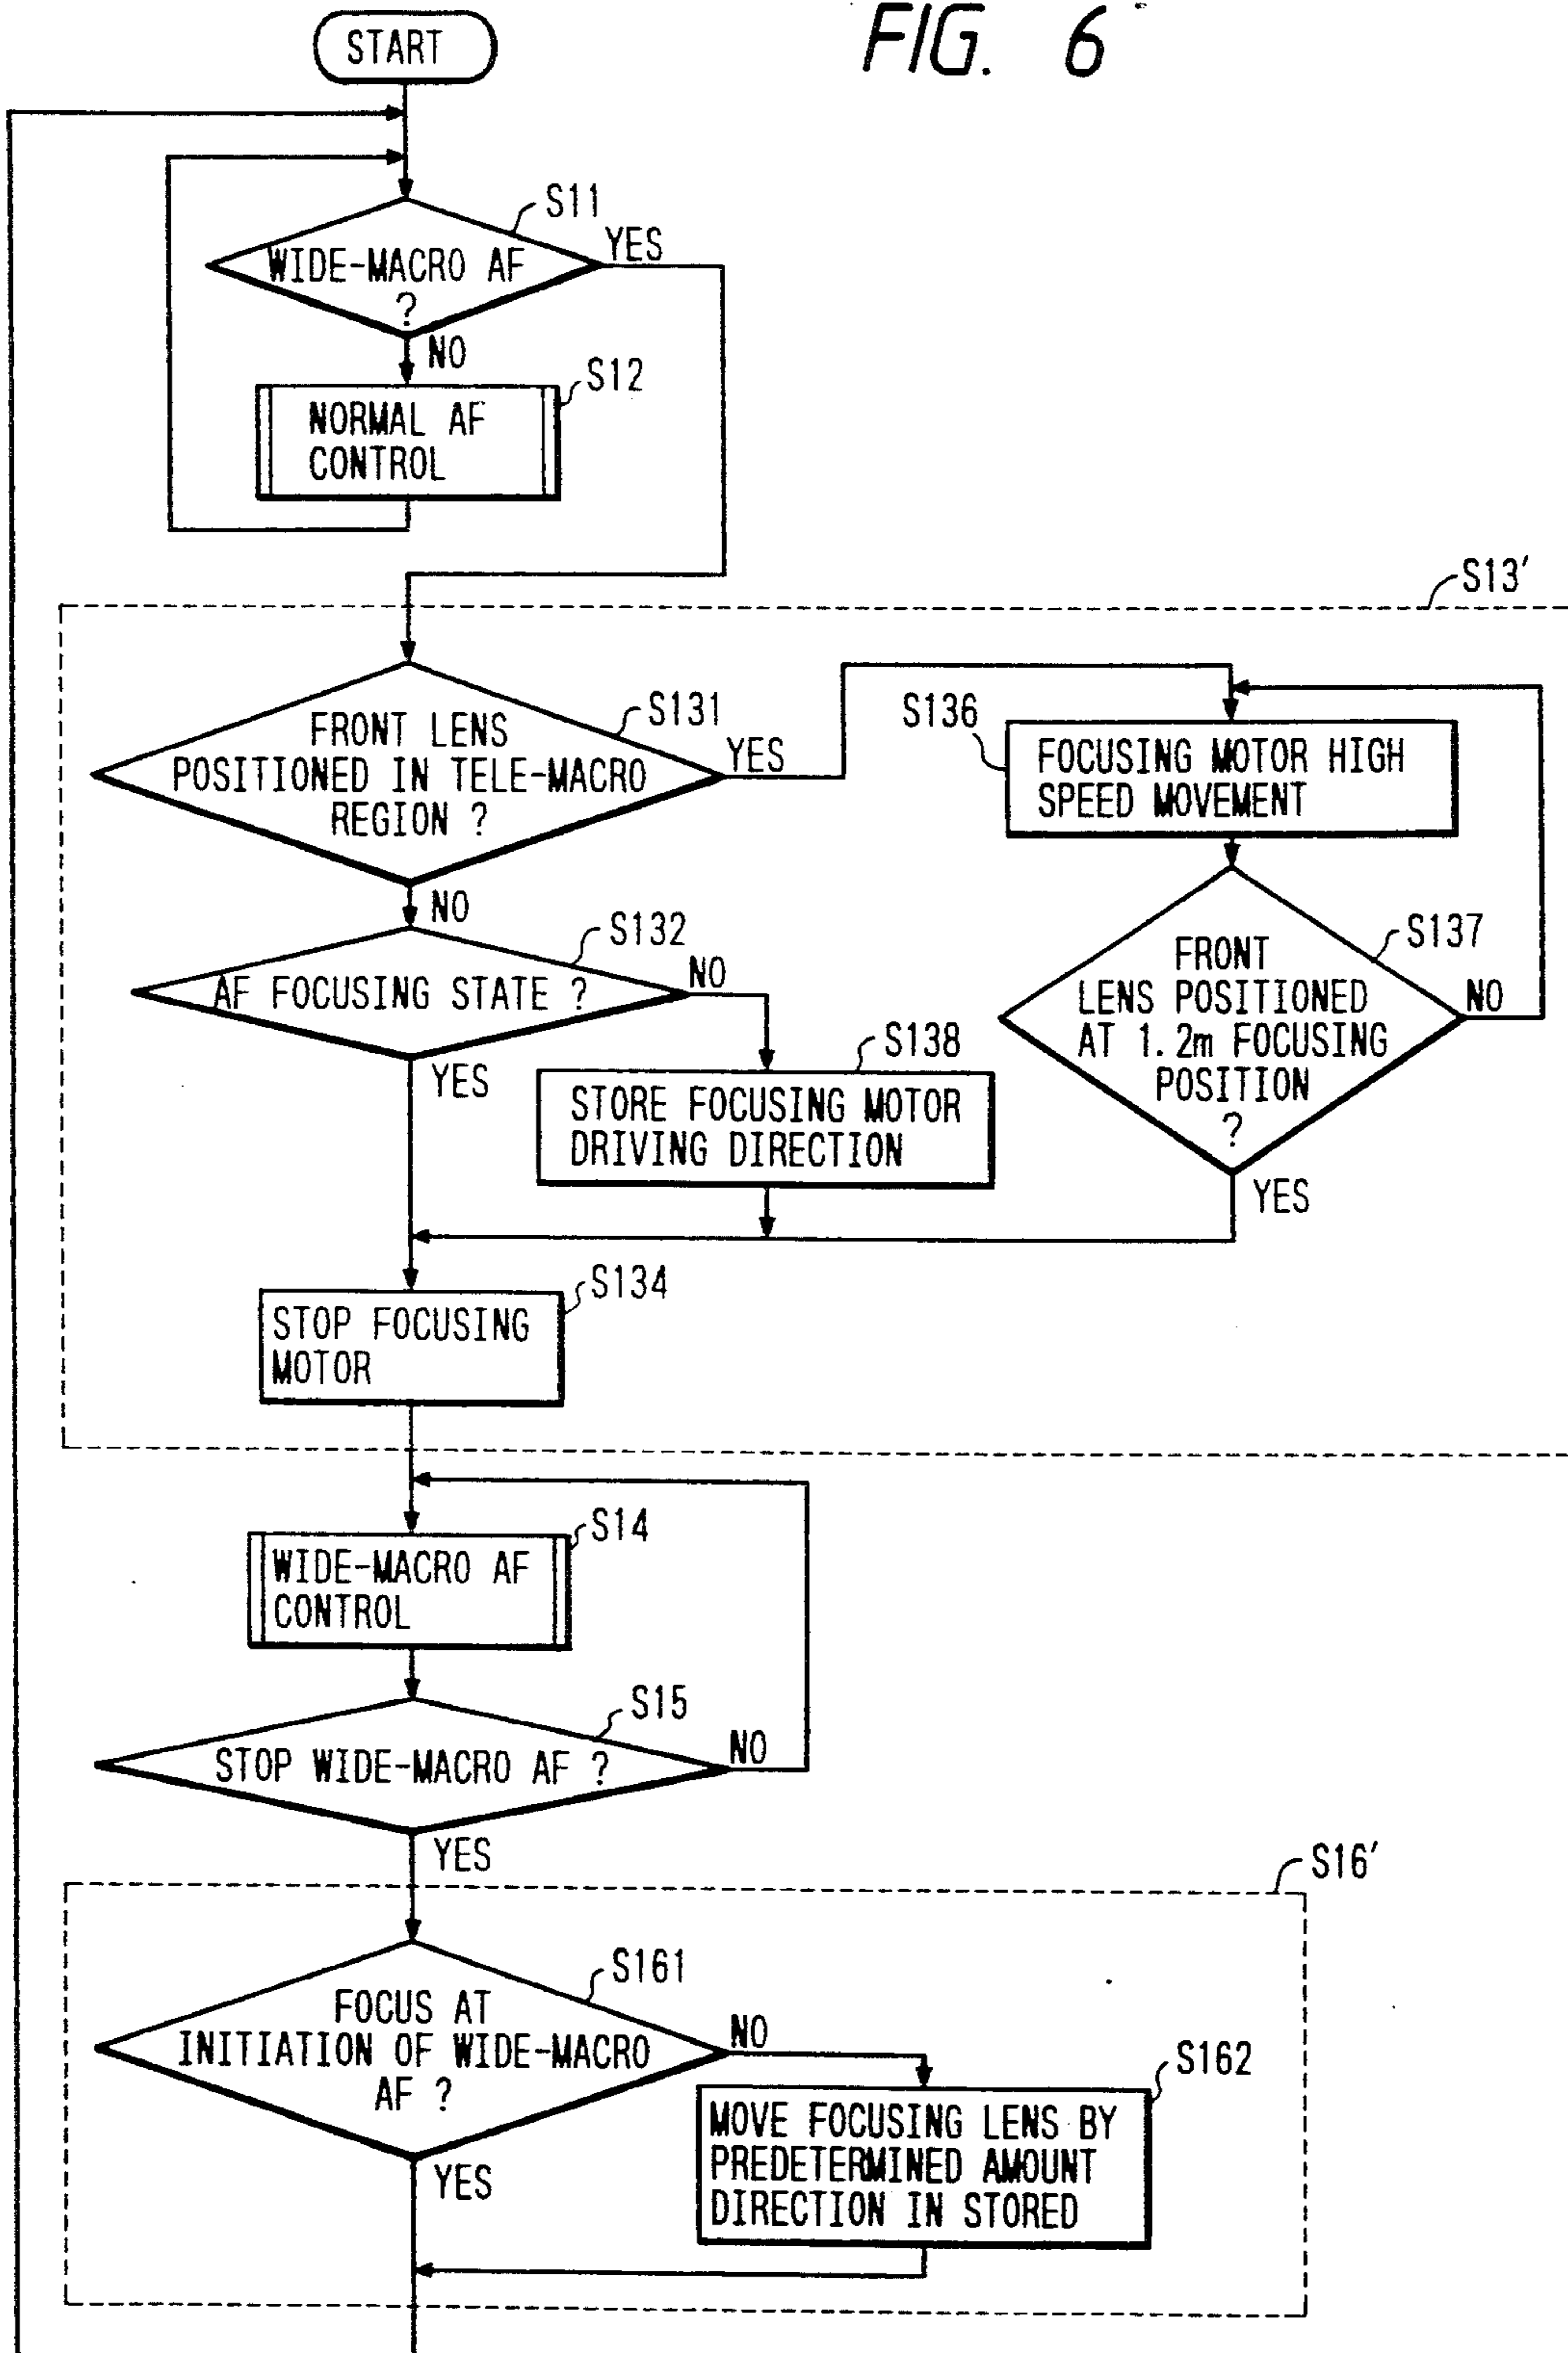 FIG. 6
START
S11
WIDE-MACRO AF
?
YES
NO
S12
NORMAL AF
CONTROL
S13'
S131
FRONT LENS
POSITIONED IN TELE-MACRO
REGION ?
YES
NO
S136
FOCUSING MOTOR HIGH
SPEED MOVEMENT
S137
FRONT
LENS POSITIONED
AT 1.2m FOCUSING
POSITION
?
NO
YES
S132
AF FOCUSING STATE ?
NO
YES
S138
STORE FOCUSING MOTOR
DRIVING DIRECTION
S134
STOP FOCUSING
MOTOR
S14
WIDE-MACRO AF
CONTROL
S15
STOP WIDE-MACRO AF ?
NO
YES
S16'
S161
FOCUS AT
INITIATION OF WIDE-MACRO
AF ?
NO
YES
S162
MOVE FOCUSING LENS BY
PREDETERMINED AMOUNT
DIRECTION IN STORED